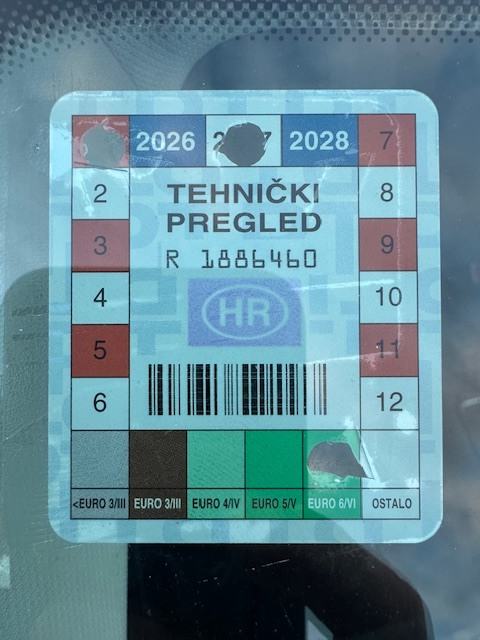 2026 2028 7
2 TEHNIČKI 8
PREGLED
3 R 1886460 9
4 HR 10
5 11
6 12
<EURO 3/III EURO 3/III EURO 4/IV EURO 5/V EURO 6/VI OSTALO